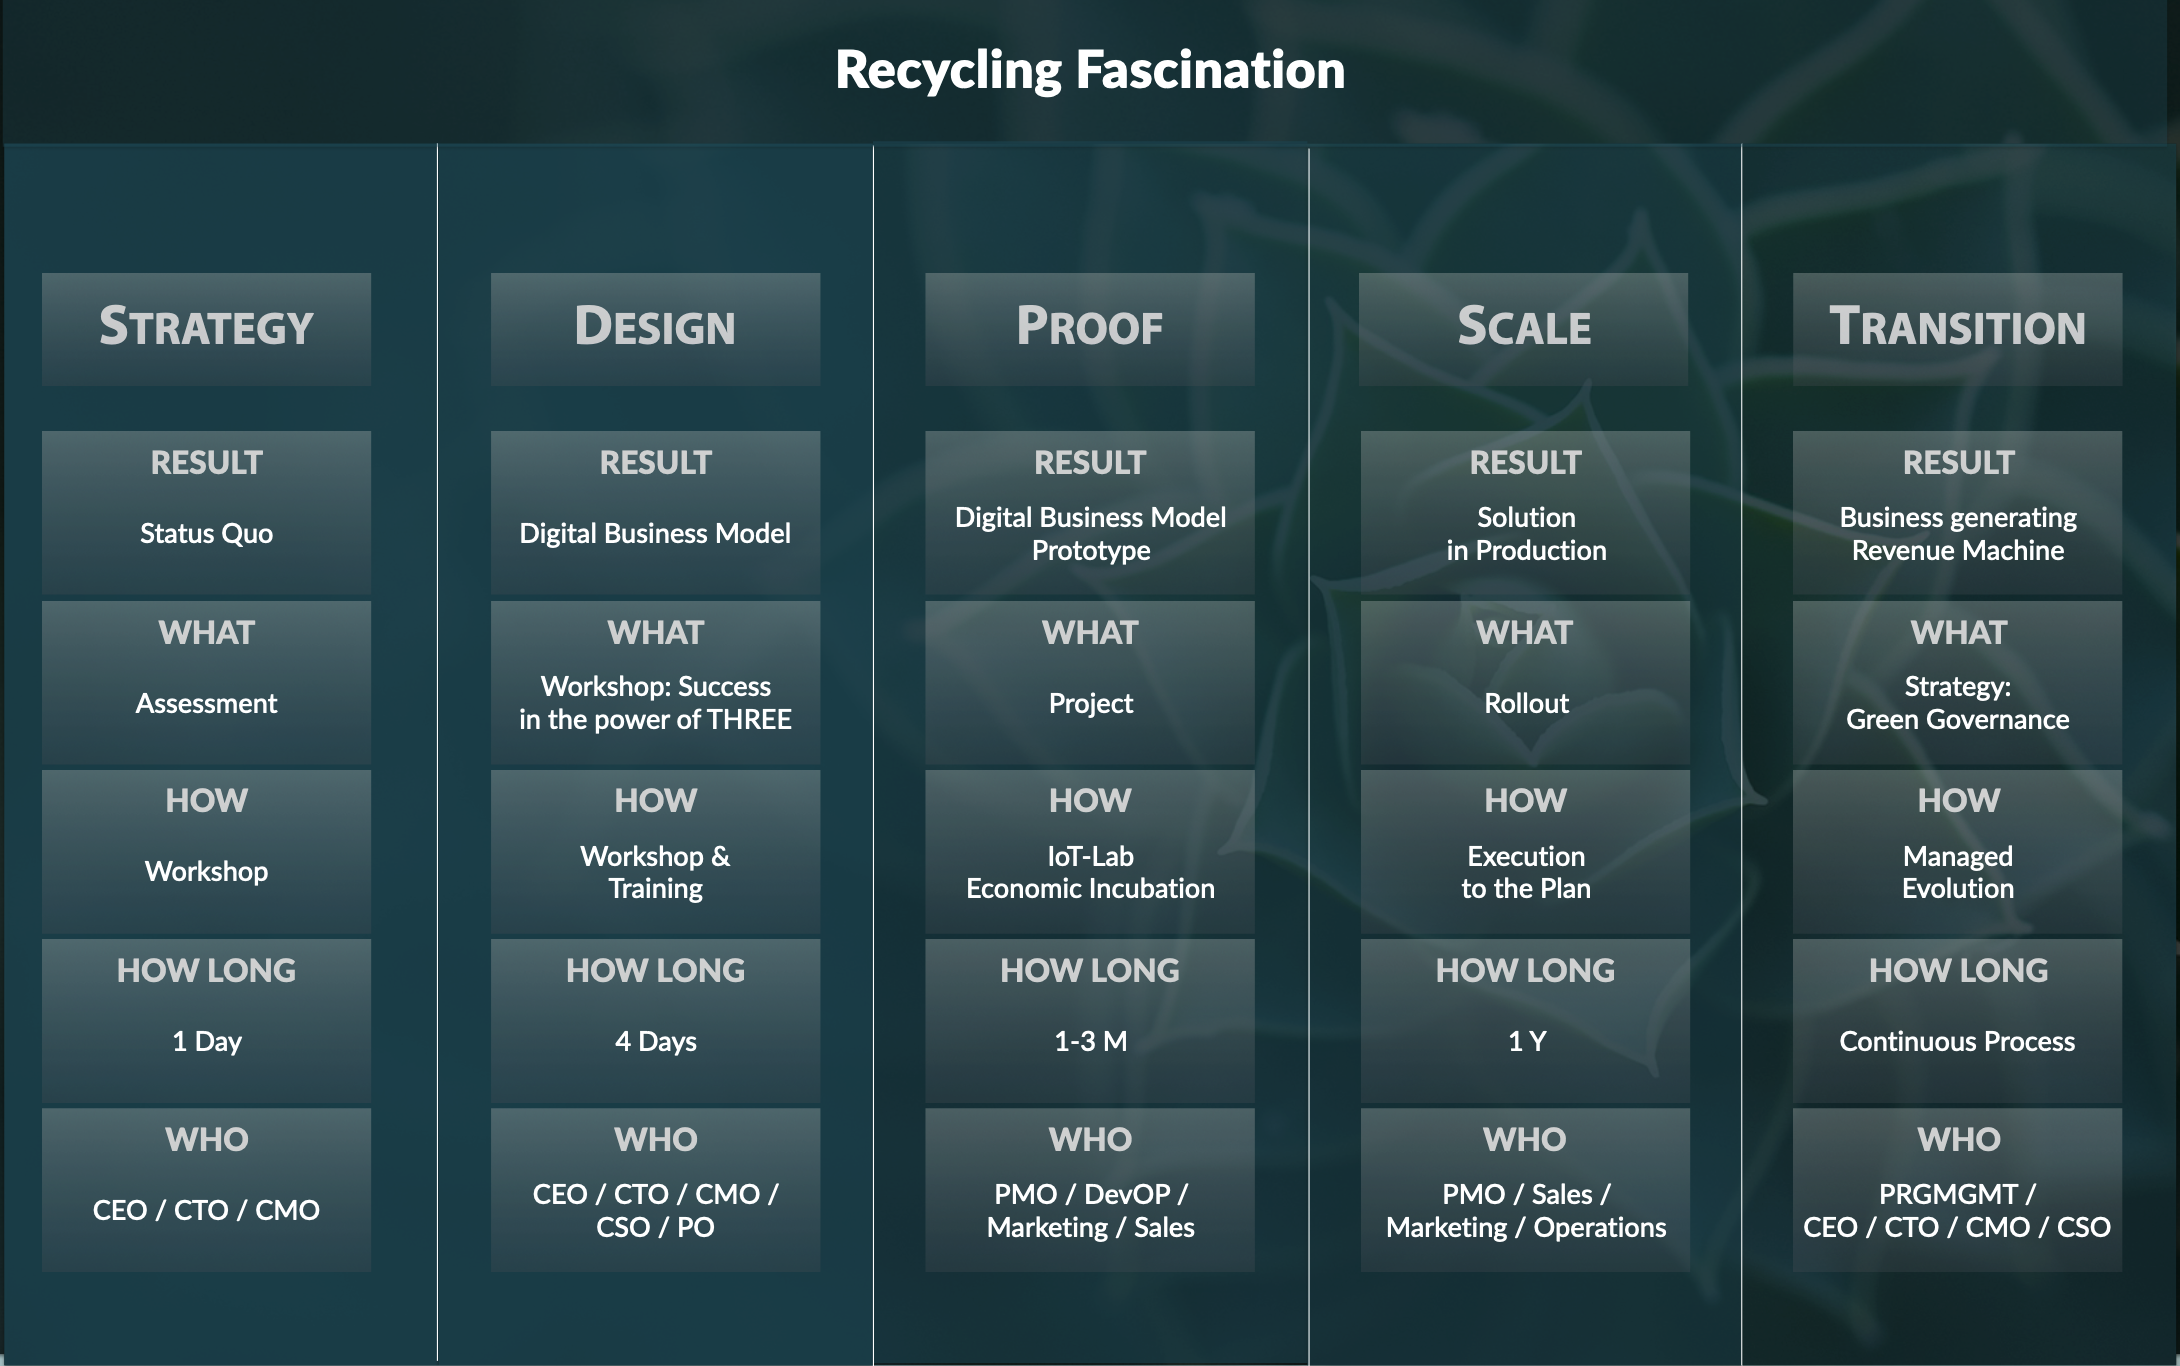 Recycling Fascination
STRATEGY
RESULT
Status Quo
WHAT
Assessment
HOW
Workshop
HOW LONG
1 Day
WHO
CEO / CTO / CMO
DESIGN
RESULT
Digital Business Model
WHAT
Workshop: Success
in the power of THREE
HOW
Workshop &
Training
HOW LONG
4 Days
WHO
CEO / CTO / CMO /
CSO / PO
PROOF
RESULT
Digital Business Model
Prototype
WHAT
Project
HOW
IoT-Lab
Economic Incubation
HOW LONG
1-3 M
WHO
PMO / DevOP /
Marketing / Sales
SCALE
RESULT
Solution
in Production
WHAT
Rollout
HOW
Execution
to the Plan
HOW LONG
1 Y
WHO
PMO / Sales /
Marketing / Operations
TRANSITION
RESULT
Business generating
Revenue Machine
WHAT
Strategy:
Green Governance
HOW
Managed
Evolution
HOW LONG
Continuous Process
WHO
PRGMGMT /
CEO / CTO / CMO / CSO